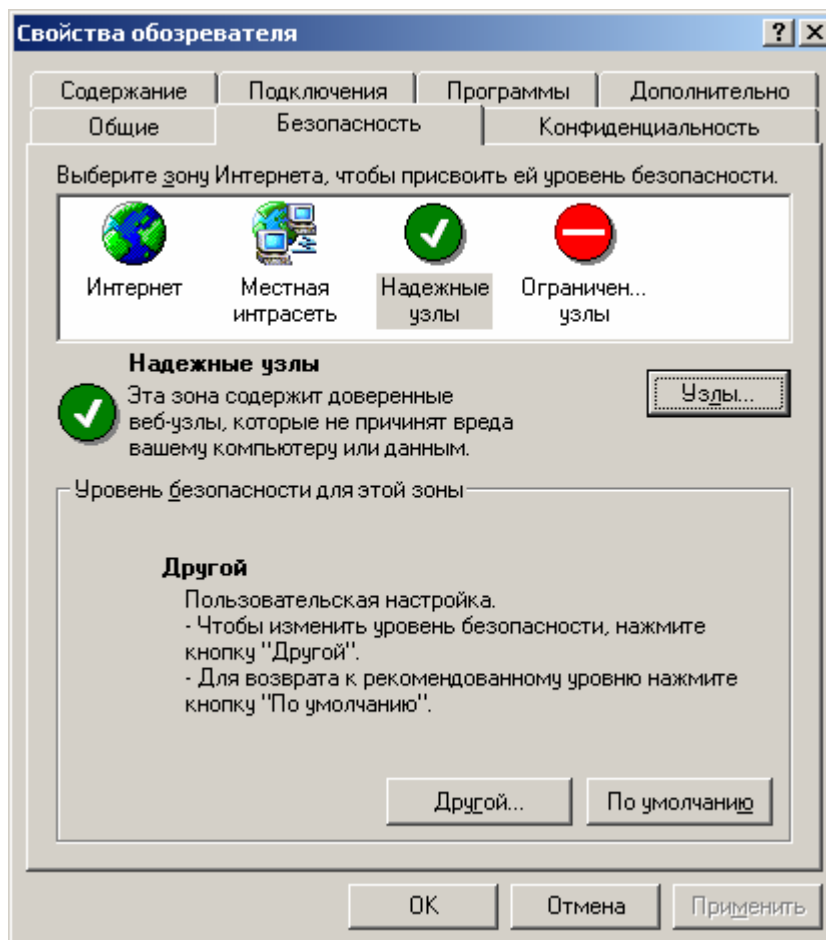 Свойства обозревателя
Содержание Подключения Программы Дополнительно
Общие Безопасность Конфиденциальность
Выберите зону Интернета, чтобы присвоить ей уровень безопасности.
Интернет Местная интрасеть Надежные узлы Ограничен... узлы
Надежные узлы
Эта зона содержит доверенные
веб-узлы, которые не причинят вреда
вашему компьютеру или данным.
Узлы...
Уровень безопасности для этой зоны
Другой
Пользовательская настройка.
- Чтобы изменить уровень безопасности, нажмите
кнопку "Другой".
- Для возврата к рекомендованному уровню нажмите
кнопку "По умолчанию".
Другой... По умолчанию
OK Отмена Применить